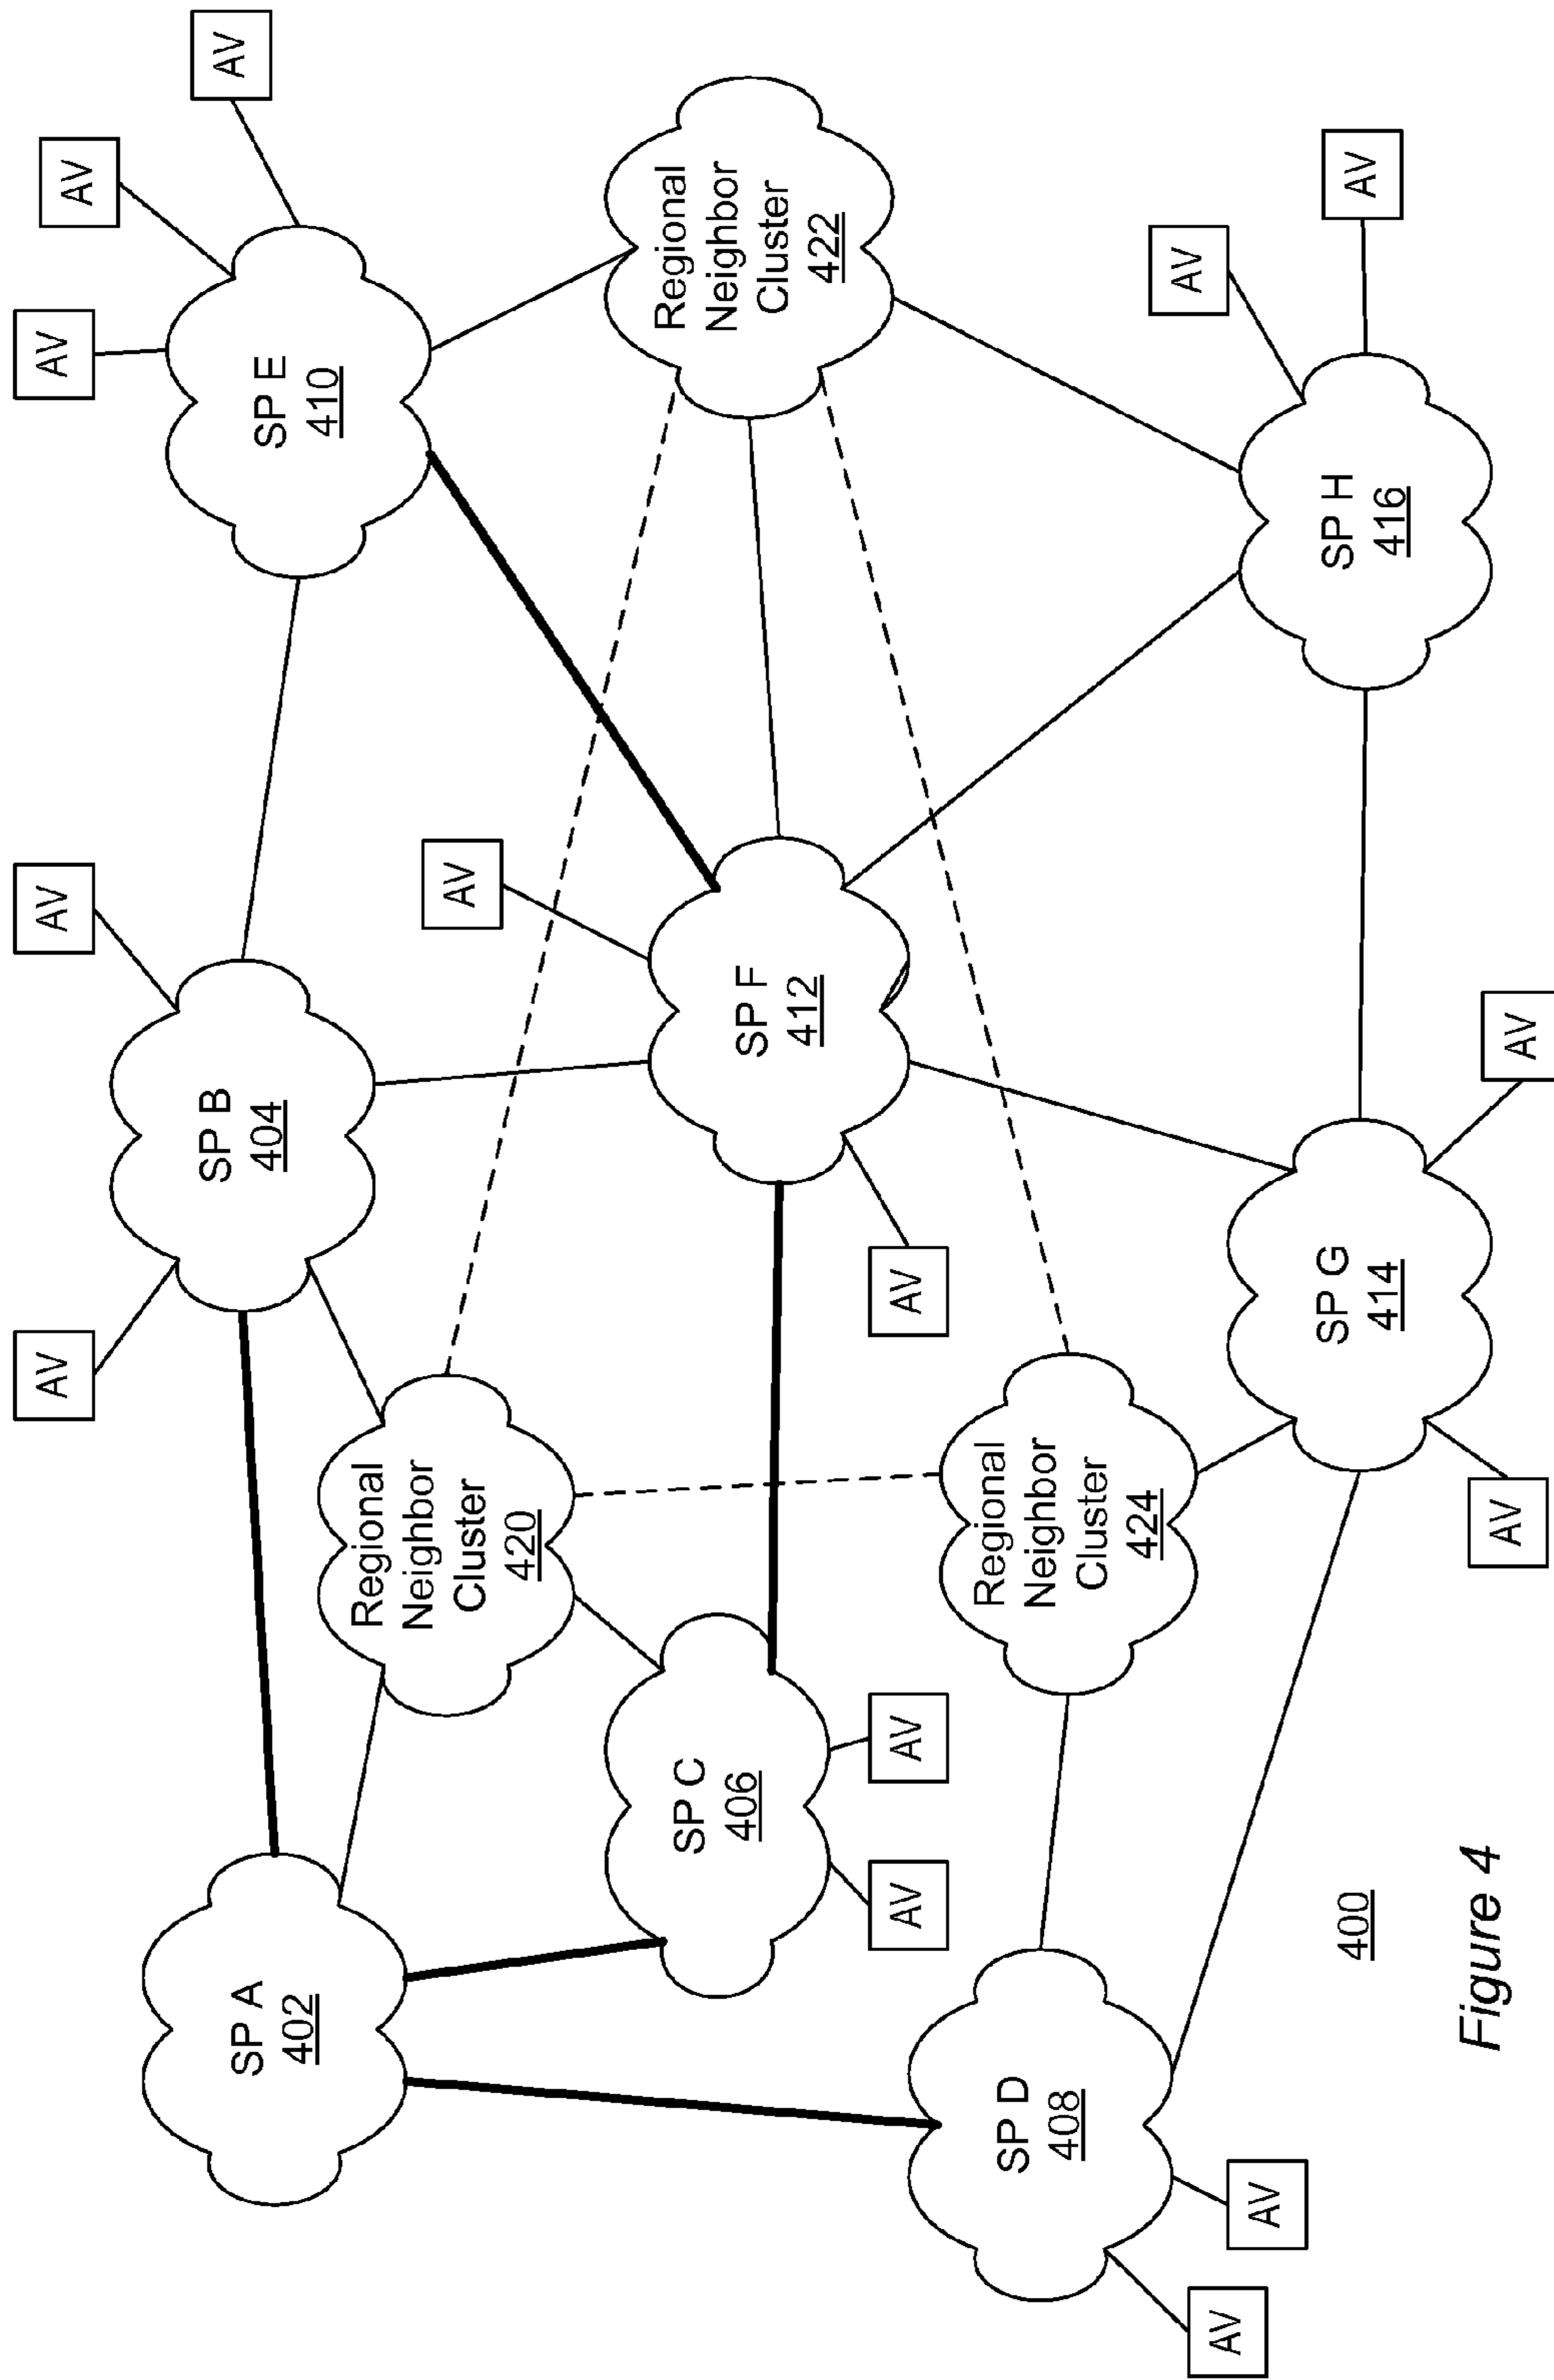 AV
AV
AV
AV
AV
SP A
402
SP B
404
SP E
410
Regional
Neighbor
Cluster
420
AV
SP C
406
SP F
412
Regional
Neighbor
Cluster
422
AV
AV
AV
SP D
408
Regional
Neighbor
Cluster
424
AV
AV
AV
AV
SP G
414
SP H
416
400
AV
AV
Figure 4